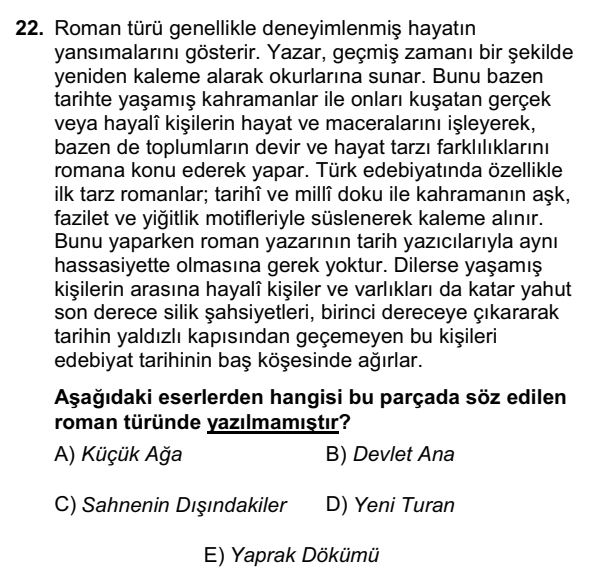 22. Roman türü genellikle deneyimlenmiş hayatın
yansımalarını gösterir. Yazar, geçmiş zamanı bir şekilde
yeniden kaleme alarak okurlarına sunar. Bunu bazen
tarihte yaşamış kahramanlar ile onları kuşatan gerçek
veya hayalî kişilerin hayat ve maceralarını işleyerek,
bazen de toplumların devir ve hayat tarzı farklılıklarını
romana konu ederek yapar. Türk edebiyatında özellikle
ilk tarz romanlar; tarihî ve millî doku ile kahramanın aşk,
fazilet ve yiğitlik motifleriyle süslenerek kaleme alınır.
Bunu yaparken roman yazarının tarih yazıcılarıyla aynı
hassasiyette olmasına gerek yoktur. Dilerse yaşamış
kişilerin arasına hayalî kişiler ve varlıkları da katar yahut
son derece silik şahsiyetleri, birinci dereceye çıkararak
tarihin yaldızlı kapısından geçemeyen bu kişileri
edebiyat tarihinin baş köşesinde ağırlar.
Aşağıdaki eserlerden hangisi bu parçada söz edilen
roman türünde yazılmamıştır?
A) Küçük Ağa B) Devlet Ana
C) Sahnenin Dışındakiler D) Yeni Turan
E) Yaprak Dökümü